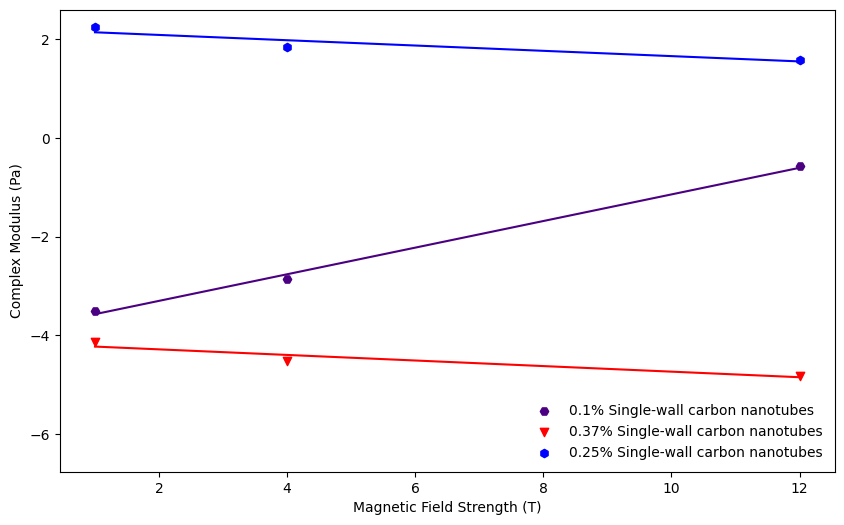 2
0
−2
−4
−6
Complex Modulus (Pa)
0.1% Single-wall carbon nanotubes
0.37% Single-wall carbon nanotubes
0.25% Single-wall carbon nanotubes
2 4 6 8 10 12
Magnetic Field Strength (T)